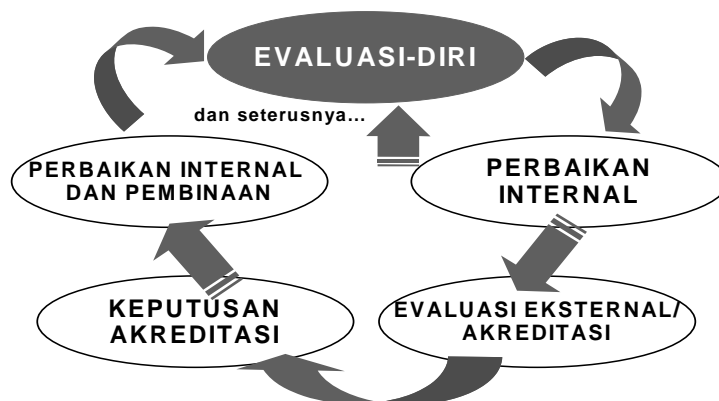 EVALUASI-DIRI
dan seterusnya...
PERBAIKAN INTERNAL
DAN PEMBINAAN
PERBAIKAN
INTERNAL
KEPUTUSAN
AKREDITASI
EVALUASI EKSTERNAL/
AKREDITASI